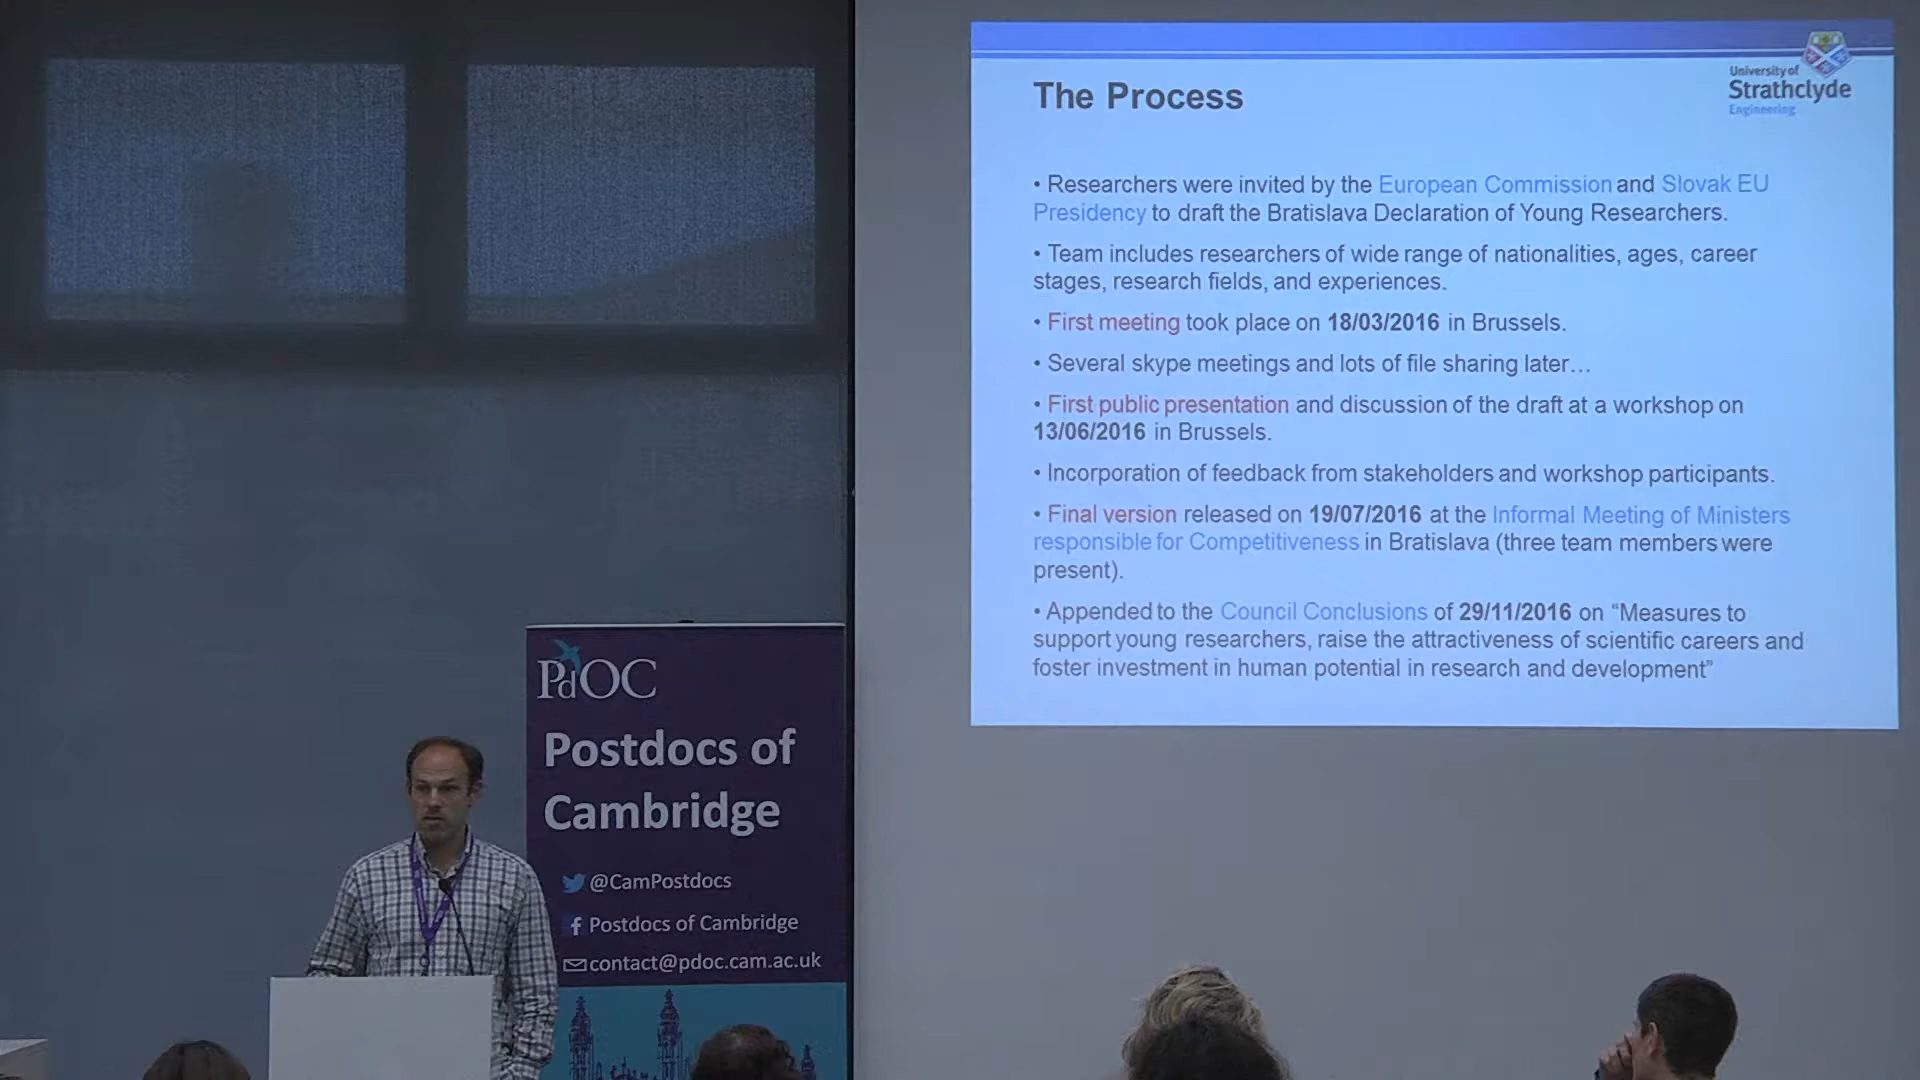 University of
Strathclyde
Engineering
The Process
• Researchers were invited by the European Commission and Slovak EU
Presidency to draft the Bratislava Declaration of Young Researchers.
• Team includes researchers of wide range of nationalities, ages, career
stages, research fields, and experiences.
• First meeting took place on 18/03/2016 in Brussels.
• Several skype meetings and lots of file sharing later…
• First public presentation and discussion of the draft at a workshop on
13/06/2016 in Brussels.
• Incorporation of feedback from stakeholders and workshop participants.
• Final version released on 19/07/2016 at the Informal Meeting of Ministers
responsible for Competitiveness in Bratislava (three team members were
present).
• Appended to the Council Conclusions of 29/11/2016 on “Measures to
support young researchers, raise the attractiveness of scientific careers and
foster investment in human potential in research and development”
PdOC
Postdocs of
Cambridge
@CamPostdocs
Postdocs of Cambridge
contact@pdoc.cam.ac.uk